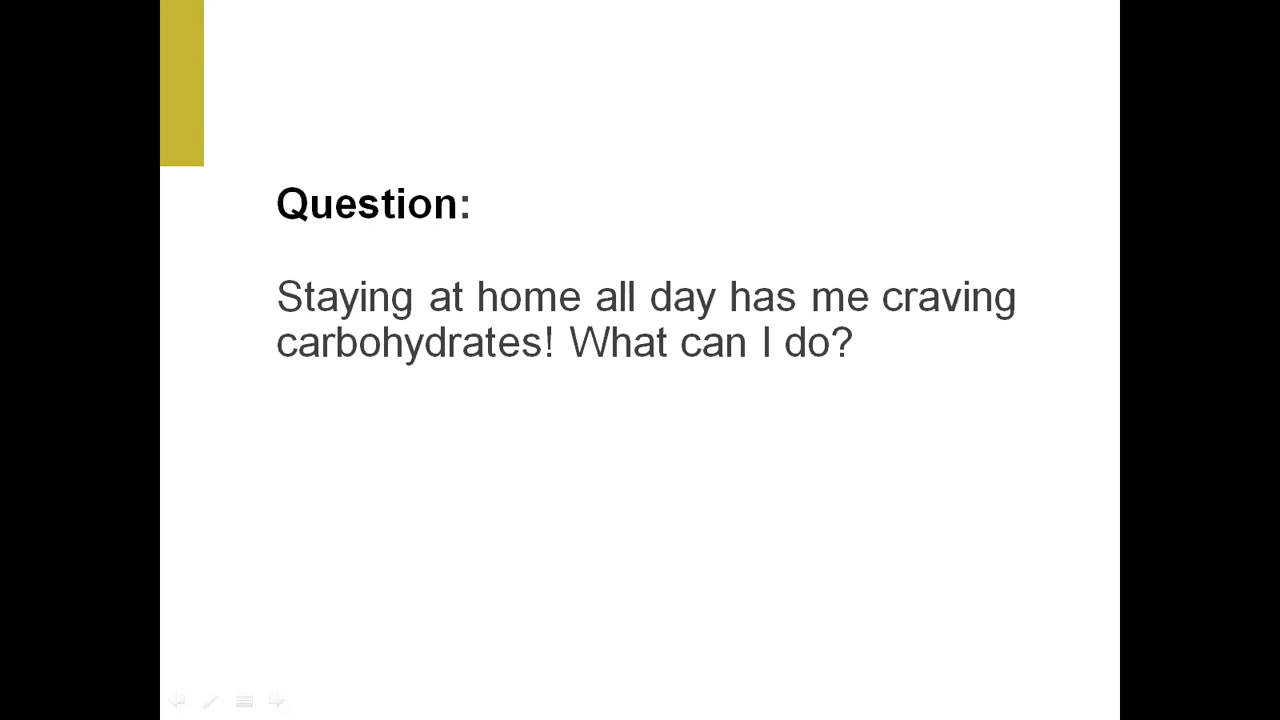 Question:
Staying at home all day has me craving
carbohydrates! What can I do?